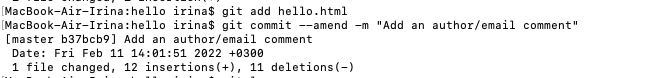 [MacBook-Air-Irina:hello irina$ git add hello.html
[MacBook-Air-Irina:hello irina$ git commit --amend -m "Add an author/email comment"
[master b37bcb9] Add an author/email comment
Date: Fri Feb 11 14:01:51 2022 +0300
1 file changed, 12 insertions(+), 11 deletions(-)